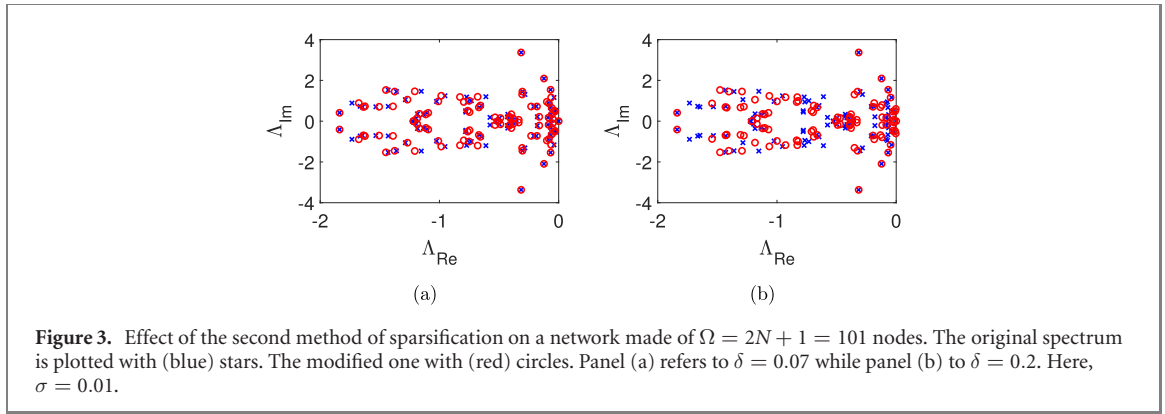 4
2
0
-2
-4
Λ_Im
-2
-1
0
Λ_Re
(a)
4
2
0
-2
-4
Λ_Im
-2
-1
0
Λ_Re
(b)
Figure 3. Effect of the second method of sparsification on a network made of Ω = 2N + 1 = 101 nodes. The original spectrum
is plotted with (blue) stars. The modified one with (red) circles. Panel (a) refers to δ = 0.07 while panel (b) to δ = 0.2. Here,
σ = 0.01.